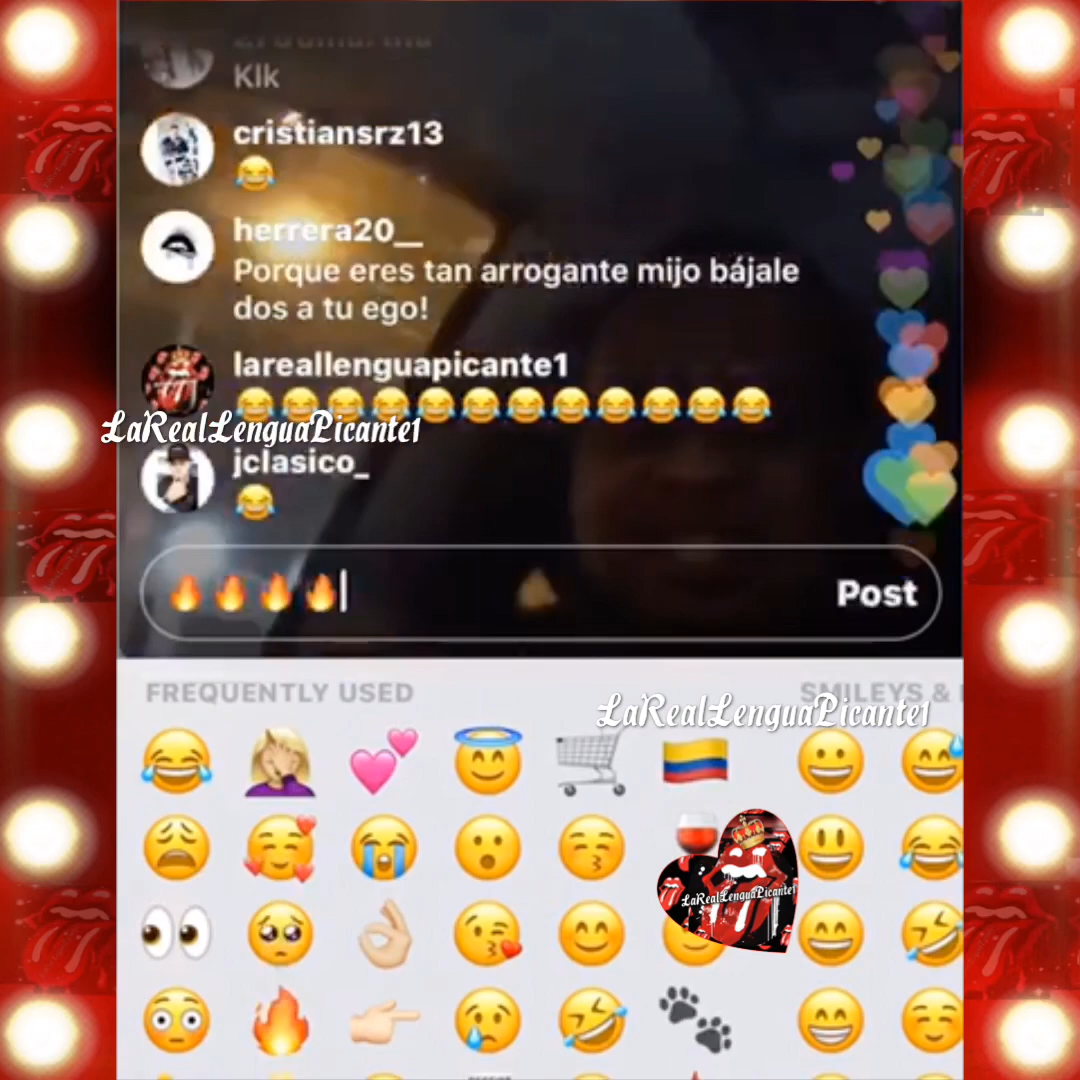 Klk
cristiansrz13
😂
herrera20__
Porque eres tan arrogante mijo bájale
dos a tu ego!
lareallenguapicante1
😂😂😂😂😂😂😂😂😂😂😂😂
LaRealLenguaPicante1
jclasico_
😂
🔥🔥🔥🔥
Post
FREQUENTLY USED
SMILEYS &
LaRealLenguaPicante1
LaRealLenguaPicante1